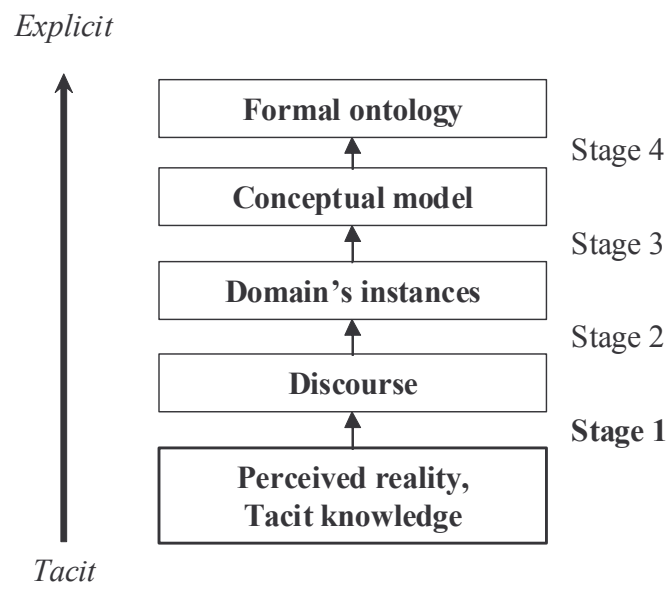 Explicit
Formal ontology
Stage 4
Conceptual model
Stage 3
Domain’s instances
Stage 2
Discourse
Stage 1
Perceived reality,
Tacit knowledge
Tacit